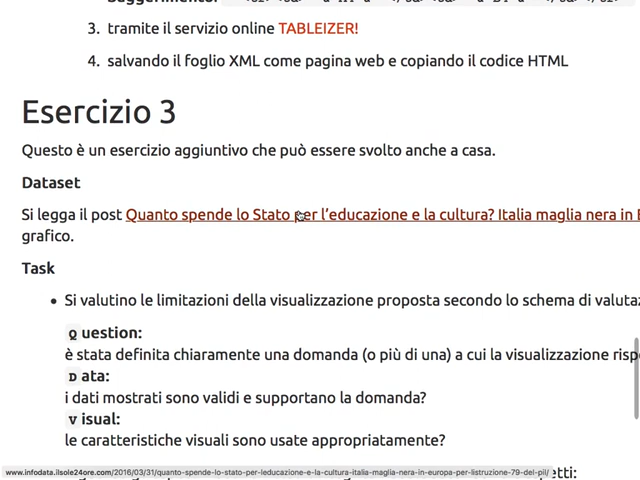 3. tramite il servizio online TABLEIZER!
4. salvando il foglio XML come pagina web e copiando il codice HTML
Esercizio 3
Questo è un esercizio aggiuntivo che può essere svolto anche a casa.
Dataset
Si legga il post Quanto spende lo Stato per l’educazione e la cultura? Italia maglia nera in
grafico.
Task
• Si valutino le limitazioni della visualizzazione proposta secondo lo schema di
Question:
è stata definita chiaramente una domanda (o più di una) a cui la visualizzazione
Data:
i dati mostrati sono validi e supportano la domanda?
Visual:
le caratteristiche visuali sono usate appropriatamente?
www.infodata.ilsole24ore.com/2016/03/31/quanto-spende-lo-stato-per-leducazione-e-la-cultura-italia-maglia-nera-in-europa-per-listruzione-79-del-pil/